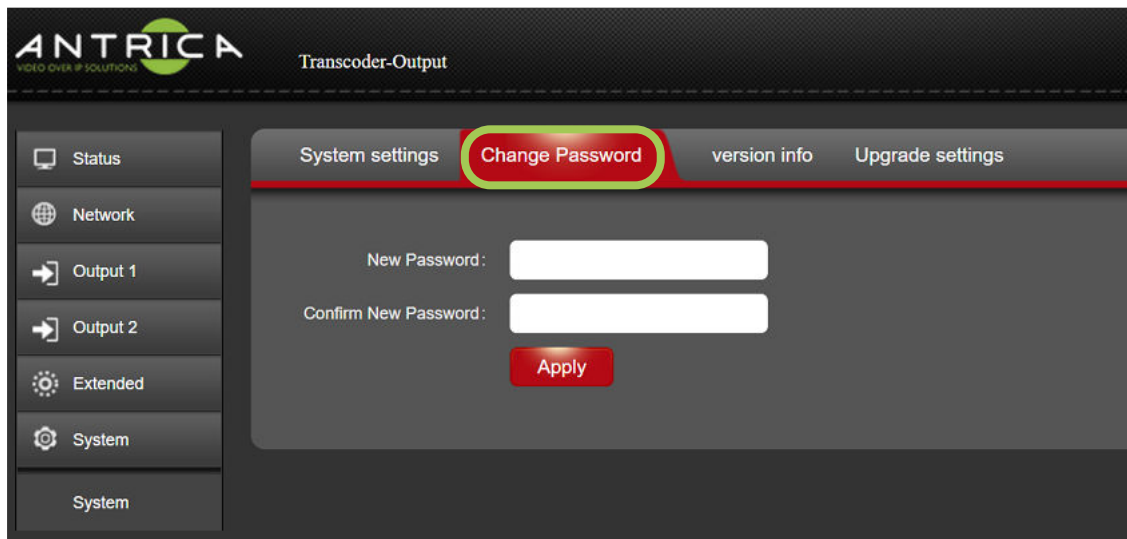 ANTRICA
VIDEO OVER IP SOLUTIONS
Transcoder-Output
Status
Network
Output 1
Output 2
Extended
System
System
System settings Change Password version info Upgrade settings
New Password:
Confirm New Password:
Apply